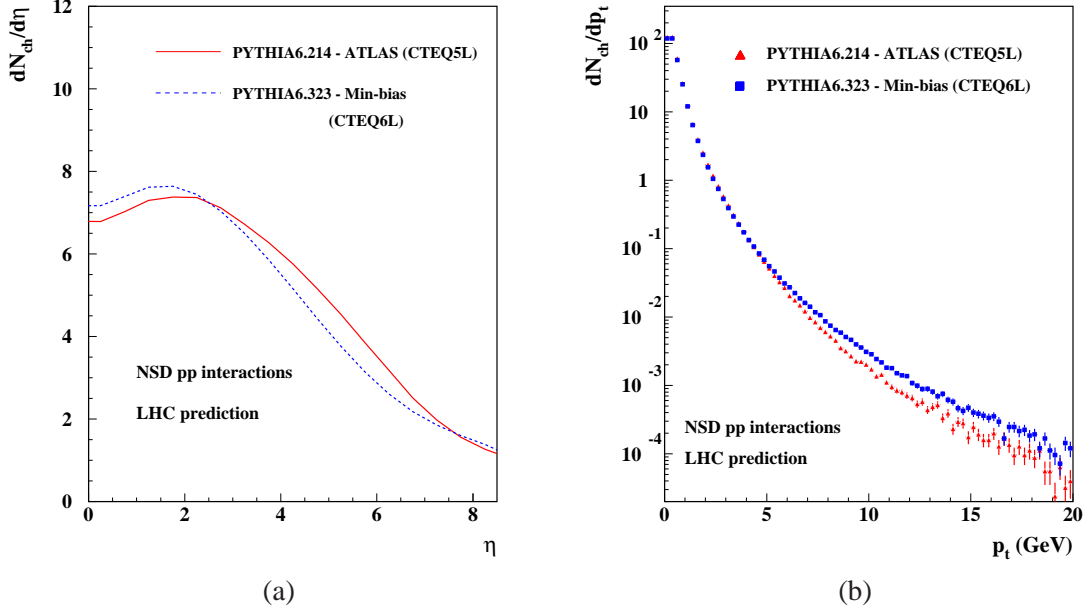 dN_ch/dη
12
10
8
6
4
2
0
PYTHIA6.214 - ATLAS (CTEQ5L)
PYTHIA6.323 - Min-bias
(CTEQ6L)
NSD pp interactions
LHC prediction
0 2 4 6 8
η
(a)
dN_ch/dp_t
10^2
10
1
10^-1
10^-2
10^-3
10^-4
PYTHIA6.214 - ATLAS (CTEQ5L)
PYTHIA6.323 - Min-bias (CTEQ6L)
NSD pp interactions
LHC prediction
0 5 10 15 20
p_t (GeV)
(b)